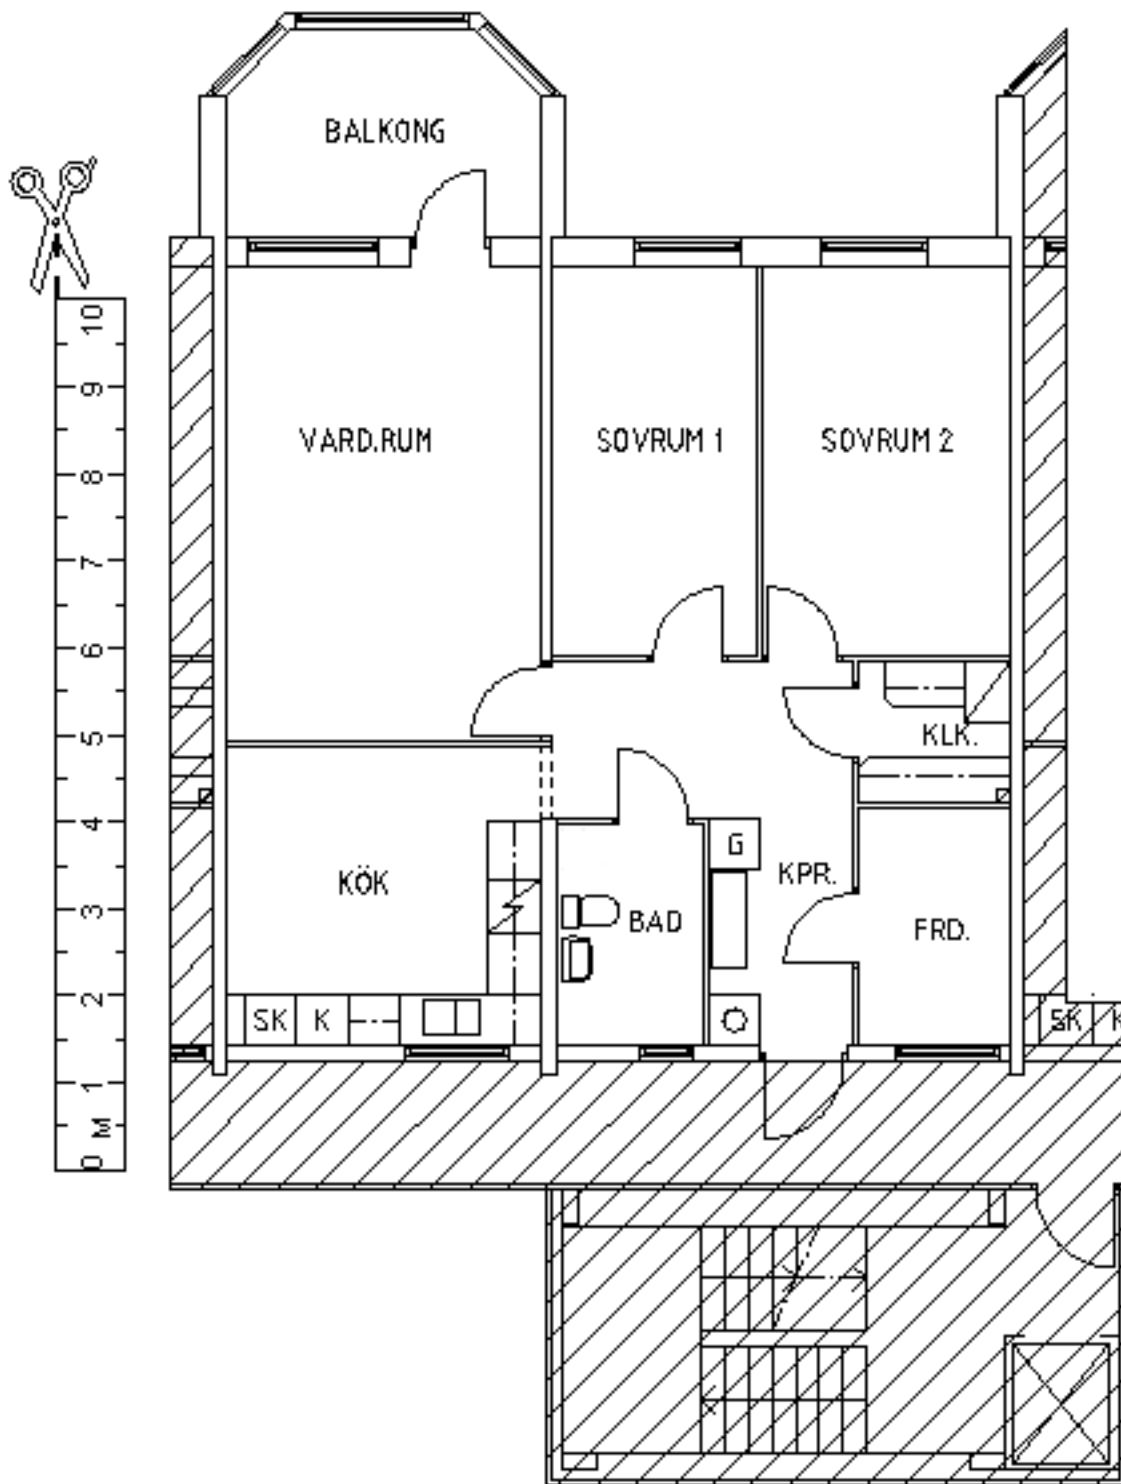 BALKONG
VARD.RUM
SOVRUM 1
SOVRUM 2
KLK.
KÖK
G
KPR.
BAD
FRD.
SK
K
SK
K
10
9
8
7
6
5
4
3
2
1
M
0